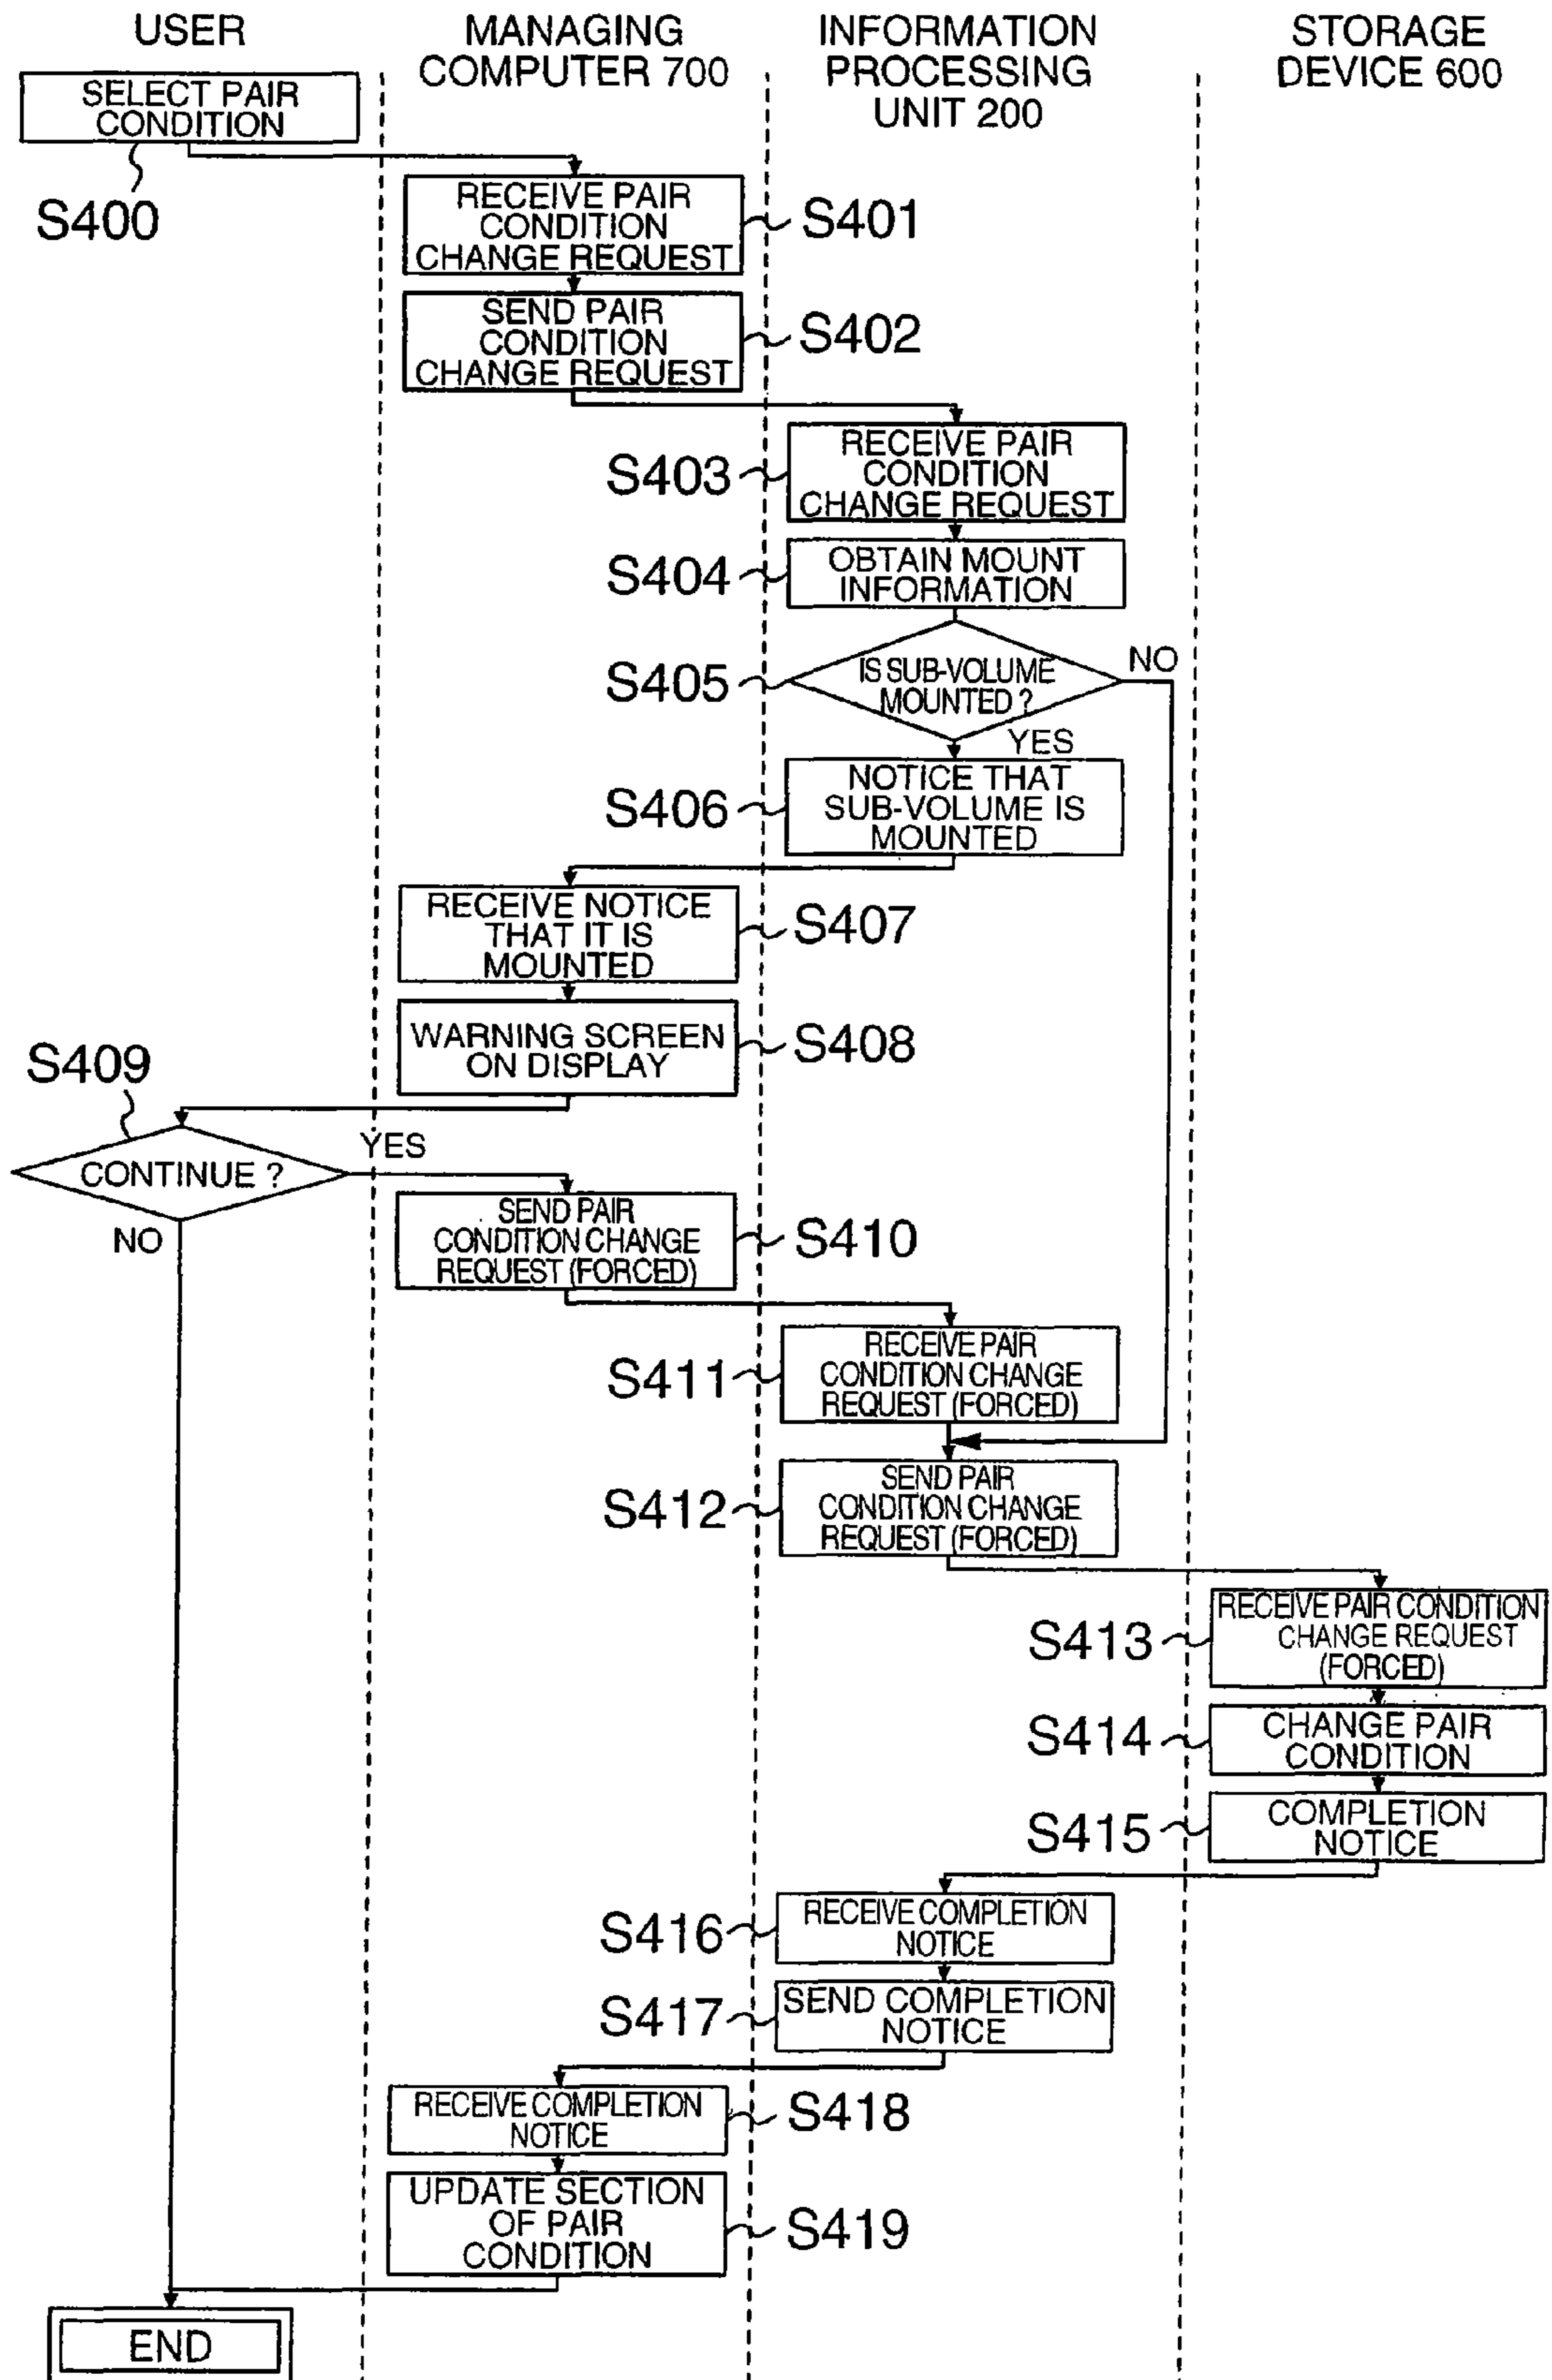 USER
MANAGING
COMPUTER 700
INFORMATION
PROCESSING
UNIT 200
STORAGE
DEVICE 600
SELECT PAIR
CONDITION
S400
RECEIVE PAIR
CONDITION
CHANGE REQUEST
S401
SEND PAIR
CONDITION
CHANGE REQUEST
S402
S403
RECEIVE PAIR
CONDITION
CHANGE REQUEST
S404
OBTAIN MOUNT
INFORMATION
S405
IS SUB-VOLUME
MOUNTED ?
NO
YES
S406
NOTICE THAT
SUB-VOLUME IS
MOUNTED
RECEIVE NOTICE
THAT IT IS
MOUNTED
S407
WARNING SCREEN
ON DISPLAY
S408
S409
CONTINUE ?
YES
NO
SEND PAIR
CONDITION CHANGE
REQUEST (FORCED)
S410
S411
RECEIVE PAIR
CONDITION CHANGE
REQUEST (FORCED)
S412
SEND PAIR
CONDITION CHANGE
REQUEST (FORCED)
S413
RECEIVE PAIR CONDITION
CHANGE REQUEST
(FORCED)
S414
CHANGE PAIR
CONDITION
S415
COMPLETION
NOTICE
S416
RECEIVE COMPLETION
NOTICE
S417
SEND COMPLETION
NOTICE
RECEIVE COMPLETION
NOTICE
S418
UPDATE SECTION
OF PAIR
CONDITION
S419
END